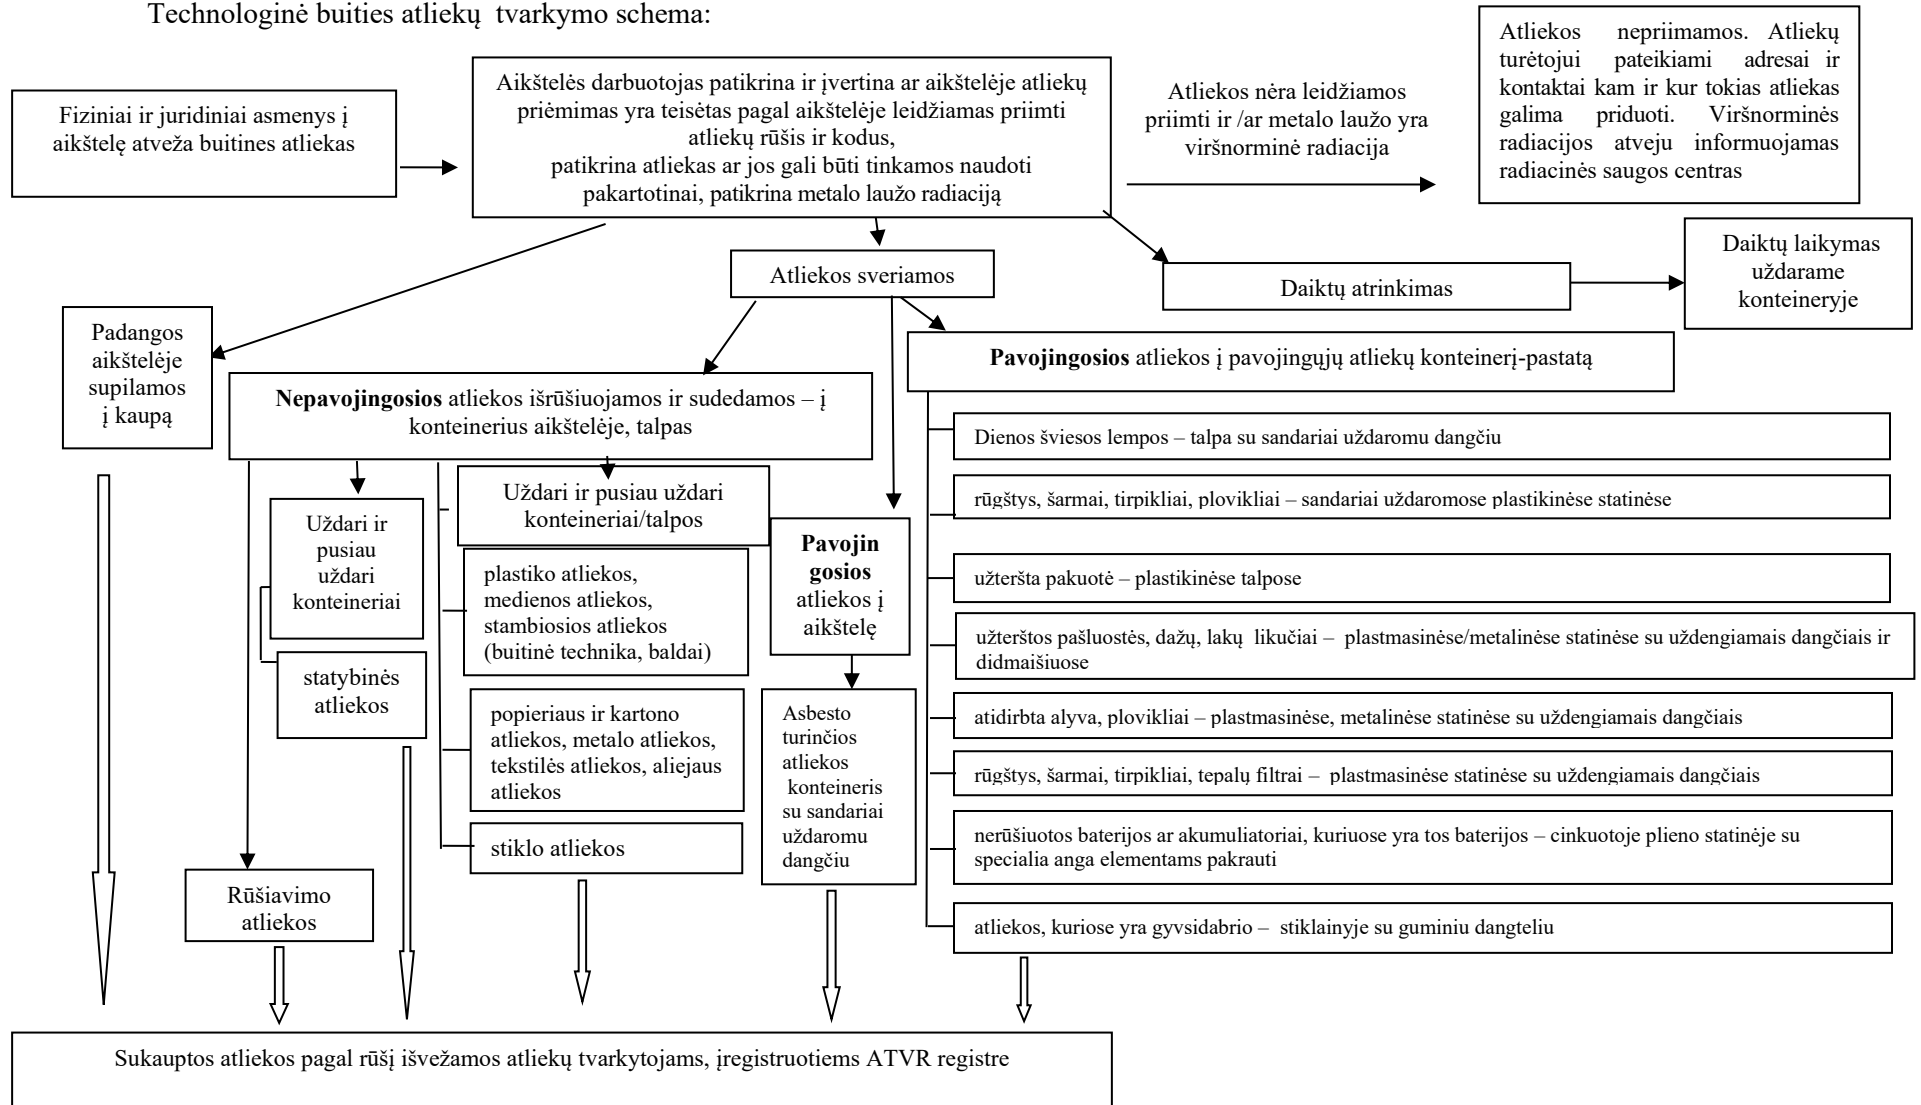 Technologinė buities atliekų  tvarkymo schema:
Fiziniai ir juridiniai asmenys į
aikštelę atveža buitines atliekas
Aikštelės darbuotojas patikrina ir įvertina ar aikštelėje atliekų
priėmimas yra teisėtas pagal aikštelėje leidžiamas priimti
atliekų rūšis ir kodus,
patikrina atliekas ar jos gali būti tinkamos naudoti
pakartotinai, patikrina metalo laužo radiaciją
Atliekos nėra leidžiamos
priimti ir /ar metalo laužo yra
viršnorminė radiacija
Atliekos nepriimamos. Atliekų
turėtojui pateikiami adresai ir
kontaktai kam ir kur tokias atliekas
galima priduoti. Viršnorminės
radiacijos atveju informuojamas
radiacinės saugos centras
Atliekos sveriamos
Daiktų atrinkimas
Daiktų laikymas
uždarame
konteineryje
Padangos
aikštelėje
supilamos
į kaupą
Nepavojingosios atliekos išrūšiuojamos ir sudedamos – į
konteinerius aikštelėje, talpas
Pavojingosios atliekos į pavojingųjų atliekų konteinerį-pastatą
Uždari ir
pusiau
uždari
konteineriai
statybinės
atliekos
Rūšiavimo
atliekos
Uždari ir pusiau uždari
konteineriai/talpos
plastiko atliekos,
medienos atliekos,
stambiosios atliekos
(buitinė technika, baldai)
popieriaus ir kartono
atliekos, metalo atliekos,
tekstilės atliekos, aliejaus
atliekos
stiklo atliekos
Pavojin
gosios
atliekos į
aikštelę
Asbesto
turinčios
atliekos
konteineris
su sandariai
uždaromu
dangčiu
Dienos šviesos lempos – talpa su sandariai uždaromu dangčiu
rūgštys, šarmai, tirpikliai, plovikliai – sandariai uždaromose plastikinėse statinėse
užteršta pakuotė – plastikinėse talpose
užterštos pašluostės, dažų, lakų  likučiai –  plastmasinėse/metalinėse statinėse su uždengiamais dangčiais ir
didmaišiuose
atidirbta alyva, plovikliai – plastmasinėse, metalinėse statinėse su uždengiamais dangčiais
rūgštys, šarmai, tirpikliai, tepalų filtrai –  plastmasinėse statinėse su uždengiamais dangčiais
nerūšiuotos baterijos ar akumuliatoriai, kuriuose yra tos baterijos – cinkuotoje plieno statinėje su
specialia anga elementams pakrauti
atliekos, kuriose yra gyvsidabrio –  stiklainyje su guminiu dangteliu
Sukauptos atliekos pagal rūšį išvežamos atliekų tvarkytojams, įregistruotiems ATVR registre